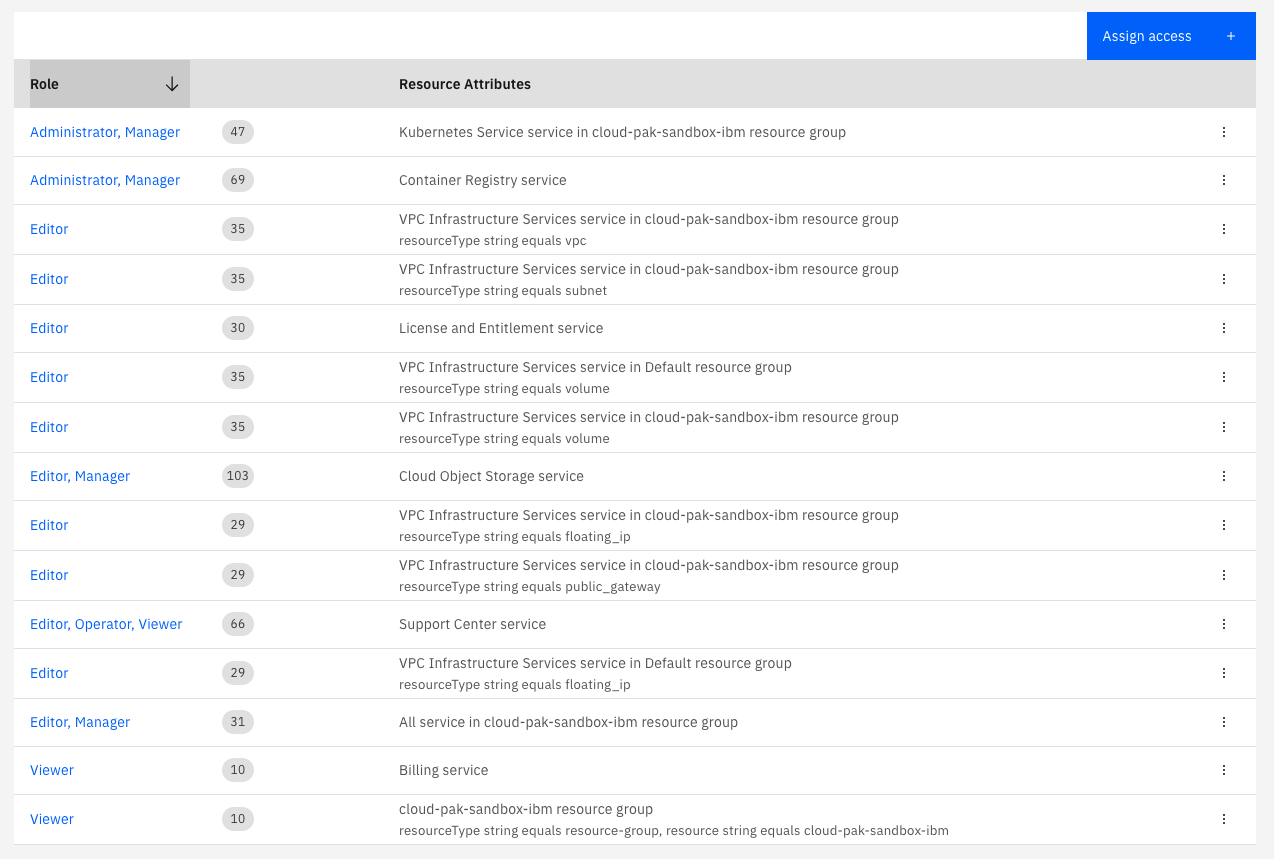 Assign access +
Role Resource Attributes
Administrator, Manager 47 Kubernetes Service service in cloud-pak-sandbox-ibm resource group
Administrator, Manager 69 Container Registry service
Editor 35 VPC Infrastructure Services service in cloud-pak-sandbox-ibm resource group
resourceType string equals vpc
Editor 35 VPC Infrastructure Services service in cloud-pak-sandbox-ibm resource group
resourceType string equals subnet
Editor 30 License and Entitlement service
Editor 35 VPC Infrastructure Services service in Default resource group
resourceType string equals volume
Editor 35 VPC Infrastructure Services service in cloud-pak-sandbox-ibm resource group
resourceType string equals volume
Editor, Manager 103 Cloud Object Storage service
Editor 29 VPC Infrastructure Services service in cloud-pak-sandbox-ibm resource group
resourceType string equals floating_ip
Editor 29 VPC Infrastructure Services service in cloud-pak-sandbox-ibm resource group
resourceType string equals public_gateway
Editor, Operator, Viewer 66 Support Center service
Editor 29 VPC Infrastructure Services service in Default resource group
resourceType string equals floating_ip
Editor, Manager 31 All service in cloud-pak-sandbox-ibm resource group
Viewer 10 Billing service
Viewer 10 cloud-pak-sandbox-ibm resource group
resourceType string equals resource-group, resource string equals cloud-pak-sandbox-ibm